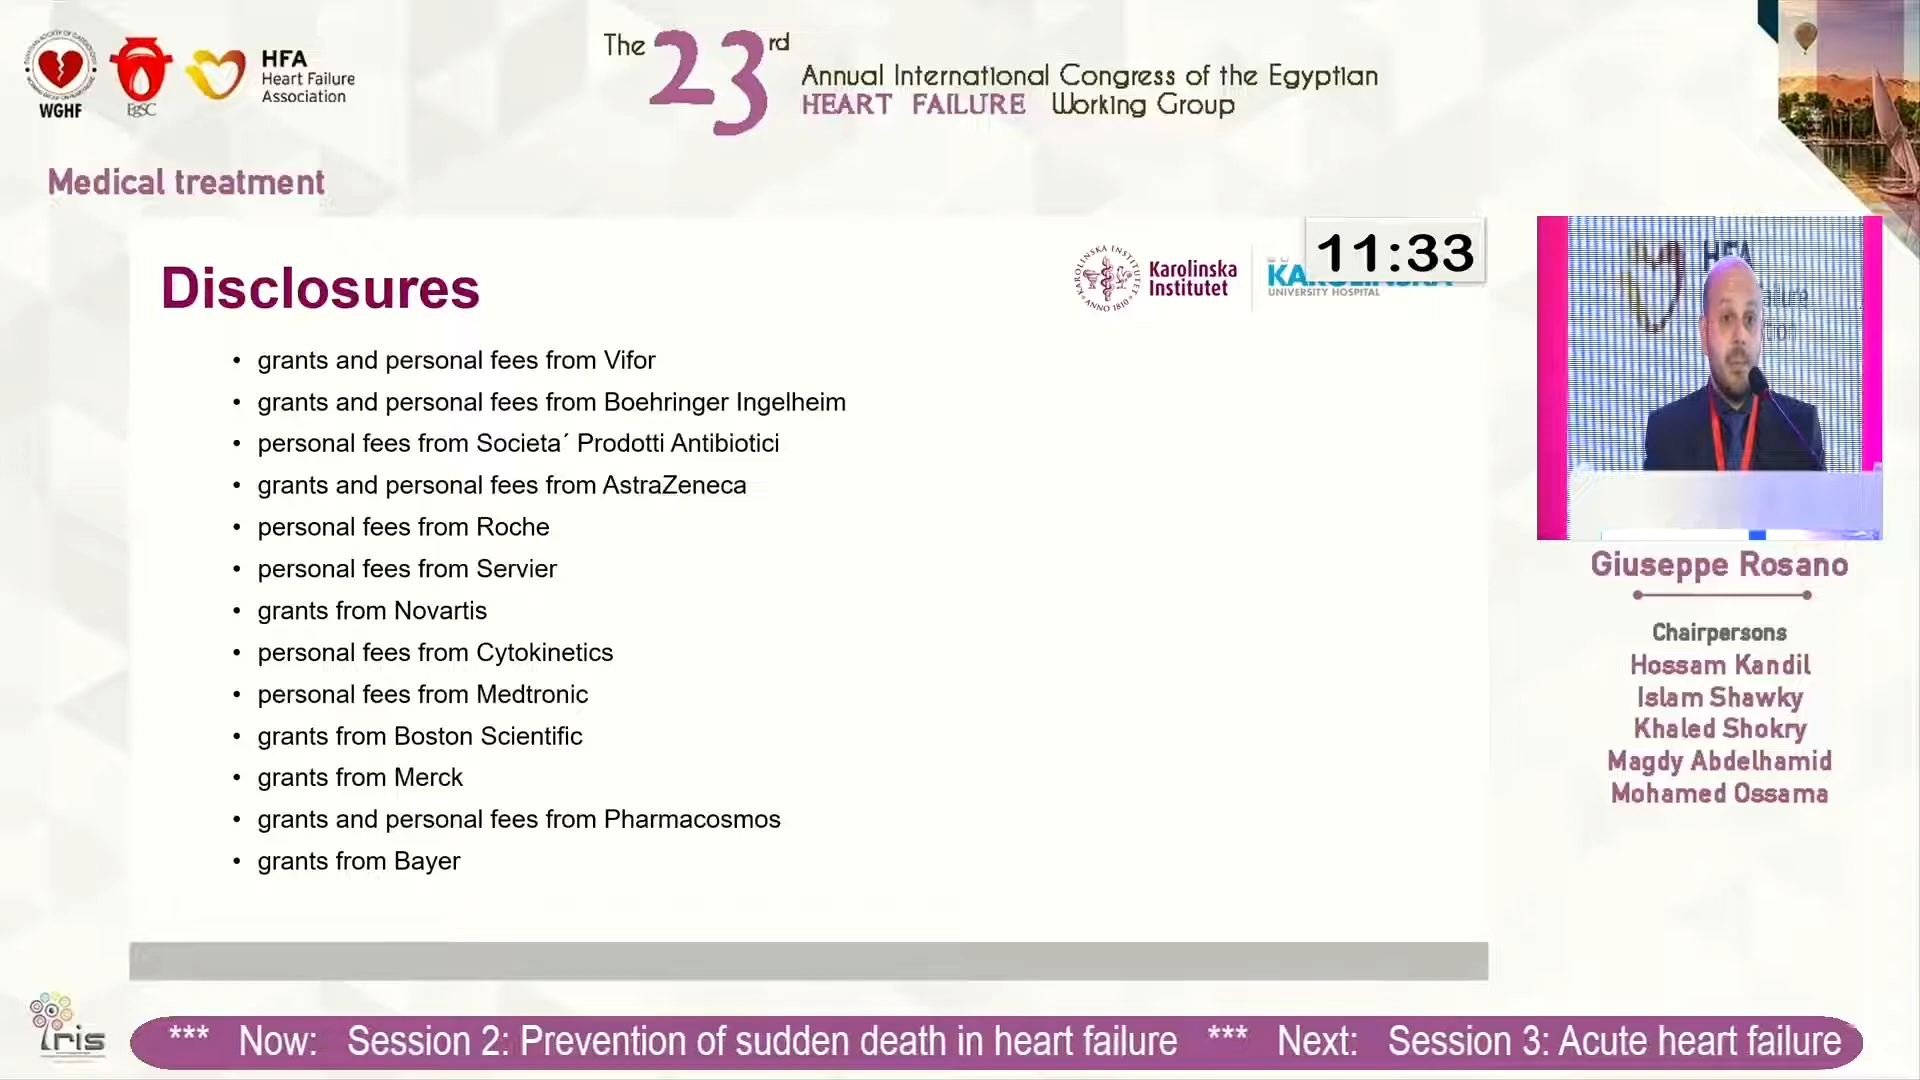 WGHF
EgSC
HFA
Heart Failure
Association
The 23rd
Annual International Congress of the Egyptian
HEART FAILURE Working Group
Medical treatment
Disclosures
Karolinska
Institutet
KAROLINSKA INSTITUTET
ANNO 1810
UNIVERSITY HOSPITAL
11:33
• grants and personal fees from Vifor
• grants and personal fees from Boehringer Ingelheim
• personal fees from Societa´ Prodotti Antibiotici
• grants and personal fees from AstraZeneca
• personal fees from Roche
• personal fees from Servier
• grants from Novartis
• personal fees from Cytokinetics
• personal fees from Medtronic
• grants from Boston Scientific
• grants from Merck
• grants and personal fees from Pharmacosmos
• grants from Bayer
HFA
Giuseppe Rosano
Chairpersons
Hossam Kandil
Islam Shawky
Khaled Shokry
Magdy Abdelhamid
Mohamed Ossama
Iris
*** Now: Session 2: Prevention of sudden death in heart failure *** Next: Session 3: Acute heart failure